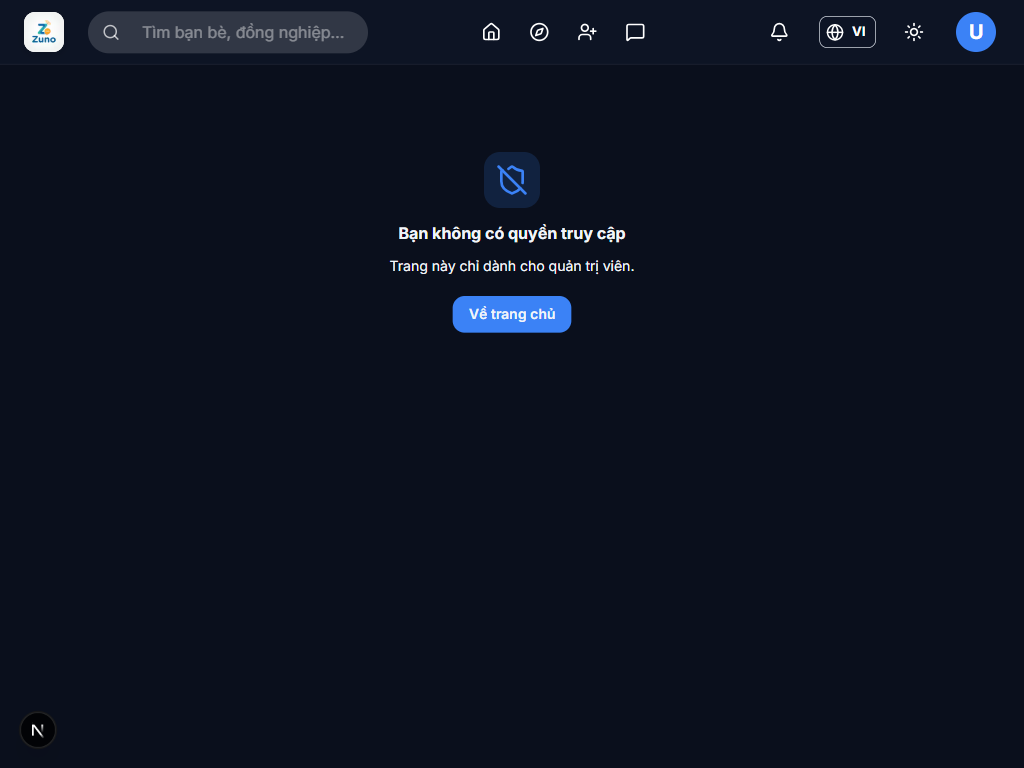 Zuno
Tìm bạn bè, đồng nghiệp...
VI
U
Bạn không có quyền truy cập
Trang này chỉ dành cho quản trị viên.
Về trang chủ
N